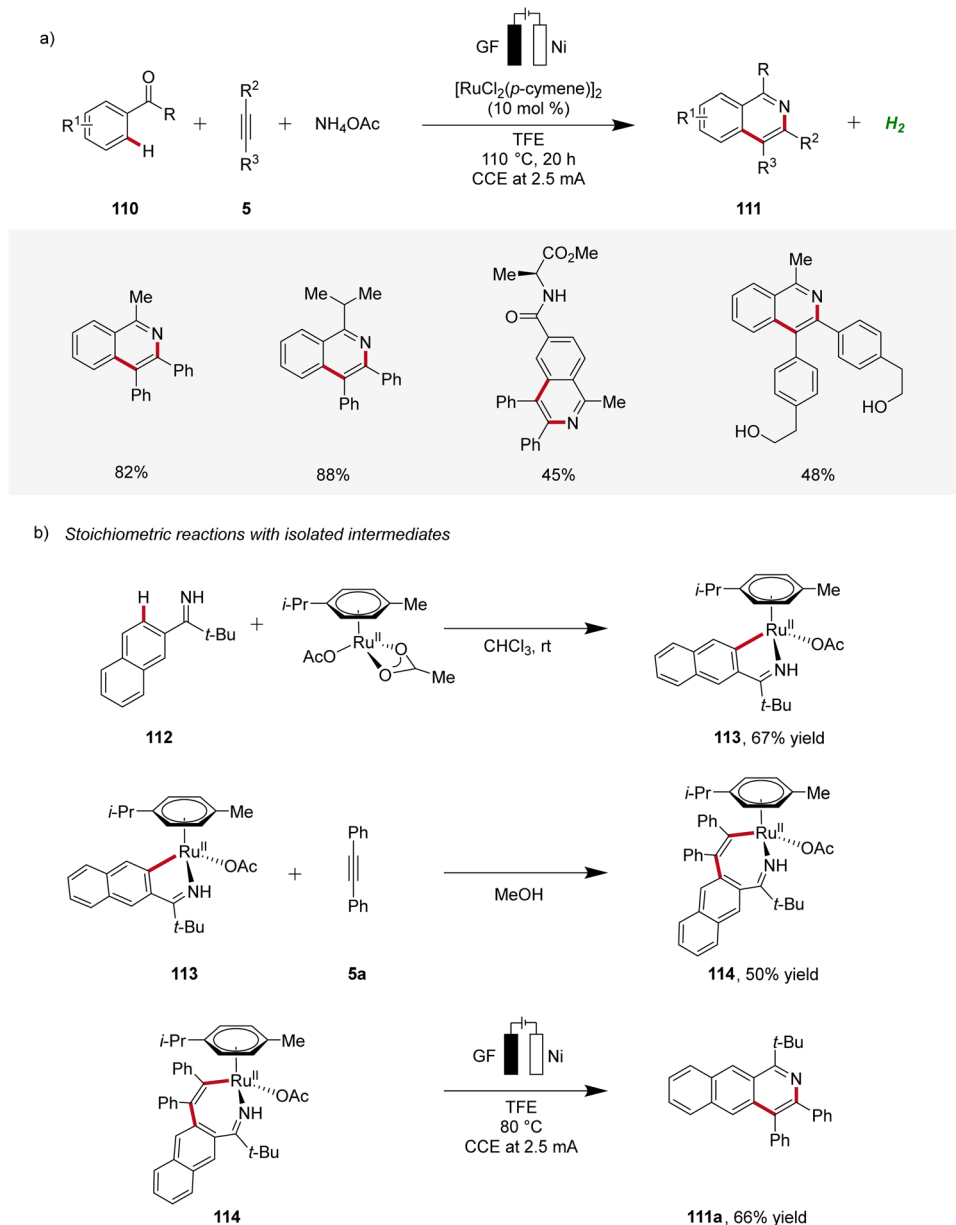 a)
GF Ni
[RuCl2(p-cymene)]2
(10 mol %)
TFE
110 °C, 20 h
CCE at 2.5 mA
R1 O R H
+
R2
R3
+
NH4OAc
R1 R N R2 R3
+
H2
110
5
111
Me
N
Ph
Ph
82%
Me Me
N
Ph
Ph
88%
CO2Me
Me
NH
O
Ph
Me
N
Ph
45%
Me
N
HO
HO
48%
b) Stoichiometric reactions with isolated intermediates
H NH
t-Bu
112
+
i-Pr Me
RuII
AcO O
O Me
CHCl3, rt
i-Pr Me
RuII
OAc
NH
t-Bu
113, 67% yield
i-Pr Me
RuII
OAc
NH
t-Bu
113
+
Ph
Ph
5a
MeOH
i-Pr Me
Ph RuII
Ph OAc
NH
t-Bu
114, 50% yield
i-Pr Me
Ph RuII
Ph OAc
NH
t-Bu
114
GF Ni
TFE
80 °C
CCE at 2.5 mA
t-Bu
N
Ph
Ph
111a, 66% yield